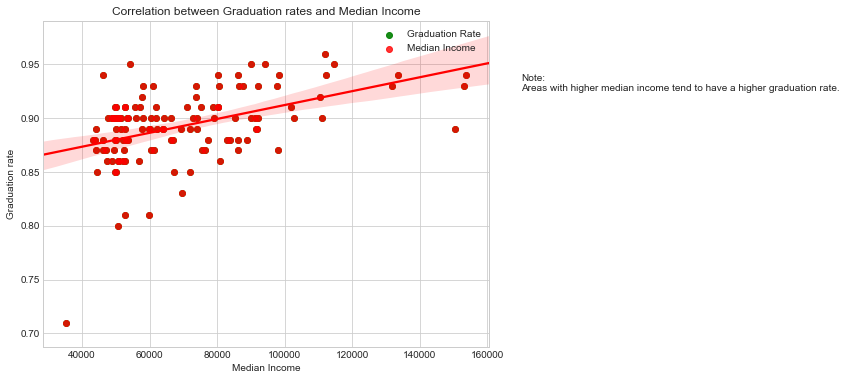 Correlation between Graduation rates and Median Income
Graduation Rate
Median Income
Note:
Areas with higher median income tend to have a higher graduation rate.
Graduation rate
0.95
0.90
0.85
0.80
0.75
0.70
40000 60000 80000 100000 120000 140000 160000
Median Income